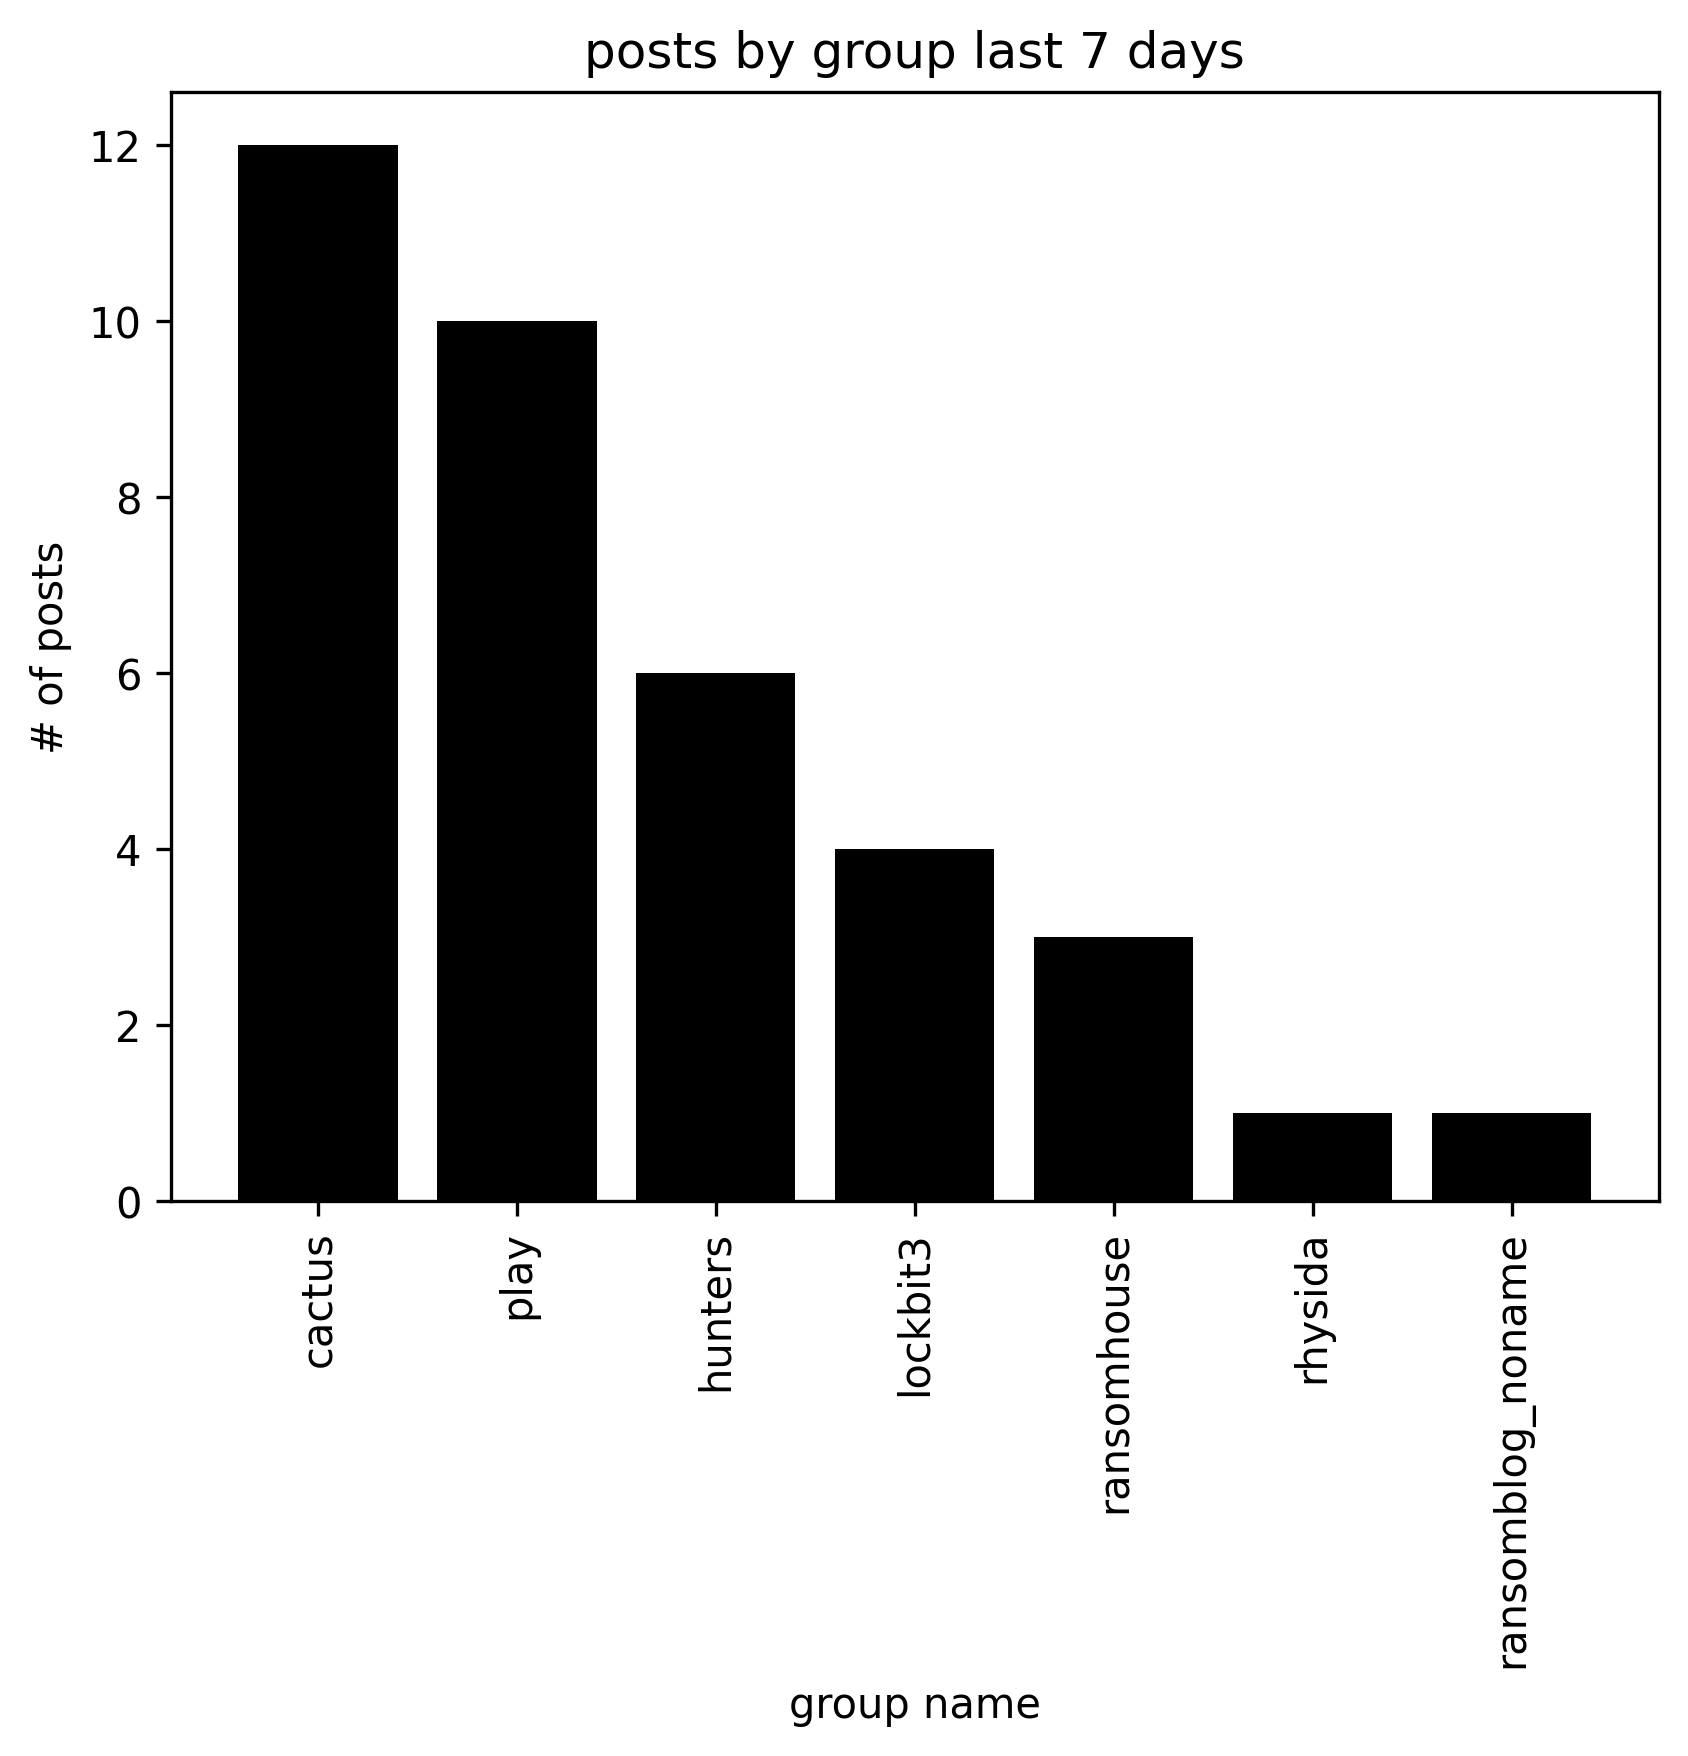 posts by group last 7 days
12
10
8
6
4
2
0
# of posts
cactus
play
hunters
lockbit3
ransomhouse
rhysida
ransomblog_noname
group name